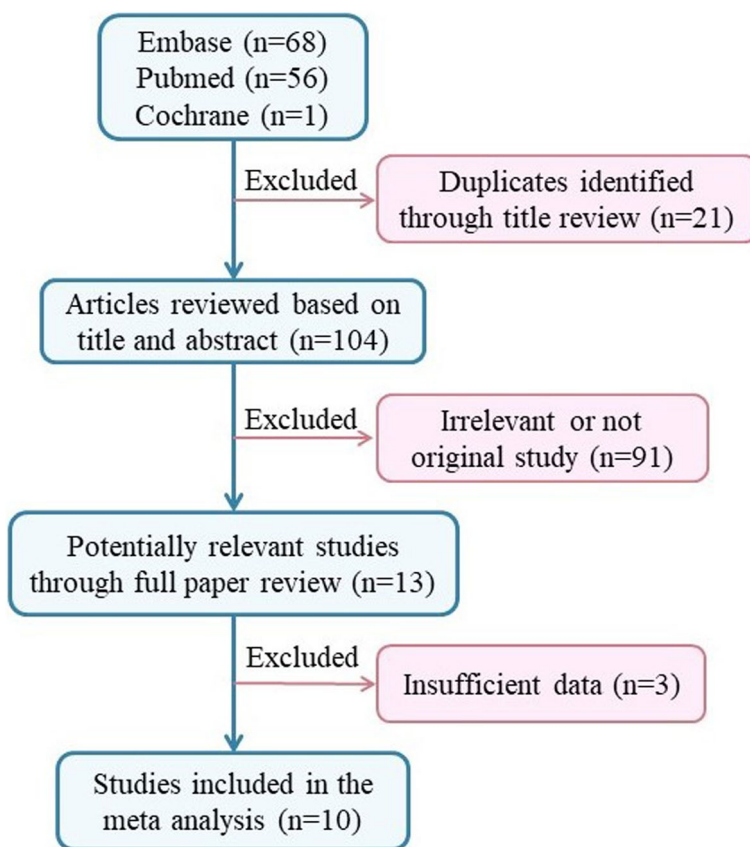 Embase (n=68)
Pubmed (n=56)
Cochrane (n=1)
Excluded
Duplicates identified
through title review (n=21)
Articles reviewed based on
title and abstract (n=104)
Excluded
Irrelevant or not
original study (n=91)
Potentially relevant studies
through full paper review (n=13)
Excluded
Insufficient data (n=3)
Studies included in the
meta analysis (n=10)